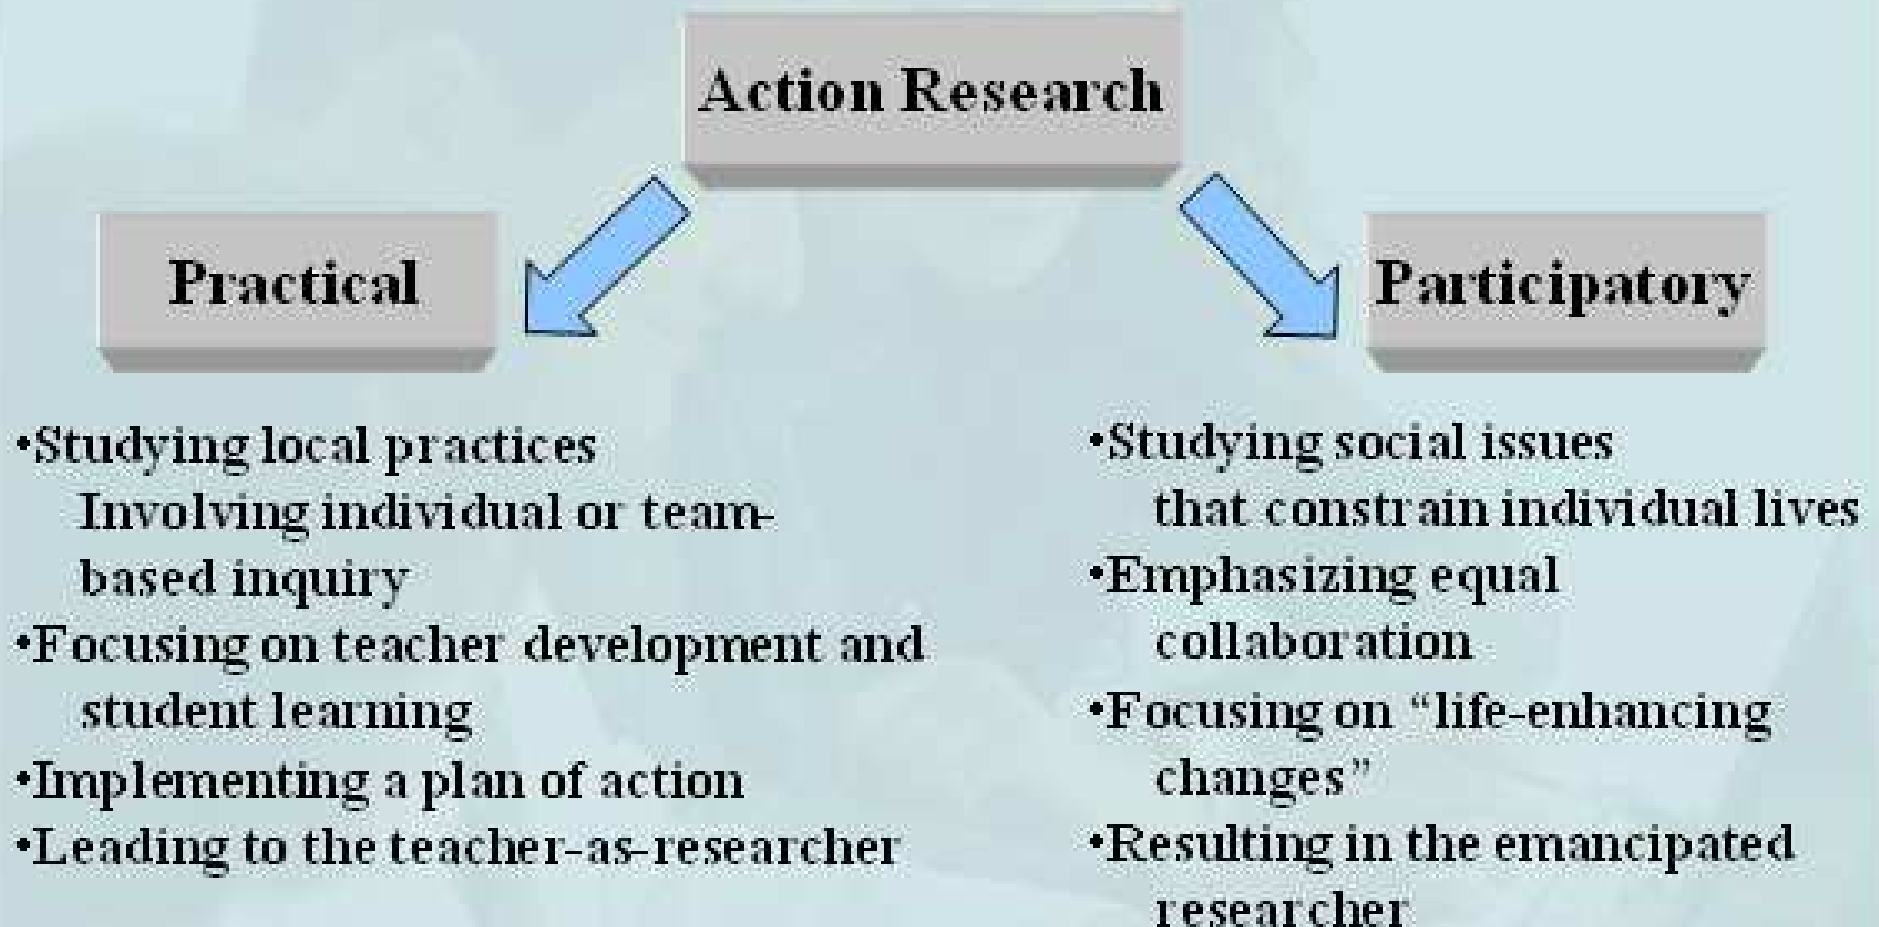 Action Research
Practical
Participatory
•Studying local practices
Involving individual or team-
based inquiry
•Focusing on teacher development and
student learning
•Implementing a plan of action
•Leading to the teacher-as-researcher
•Studying social issues
that constrain individual lives
•Emphasizing equal
collaboration
•Focusing on “life-enhancing
changes”
•Resulting in the emancipated
researcher